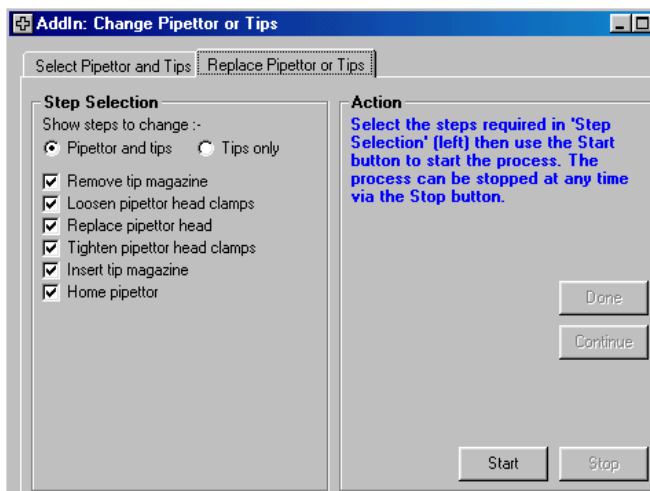 AddIn: Change Pipettor or Tips
Select Pipettor and Tips
Replace Pipettor or Tips
Step Selection
Show steps to change :-
Pipettor and tips
Tips only
Remove tip magazine
Loosen pipettor head clamps
Replace pipettor head
Tighten pipettor head clamps
Insert tip magazine
Home pipettor
Action
Select the steps required in 'Step
Selection' (left) then use the Start
button to start the process. The
process can be stopped at any time
via the Stop button.
Done
Continue
Start
Stop